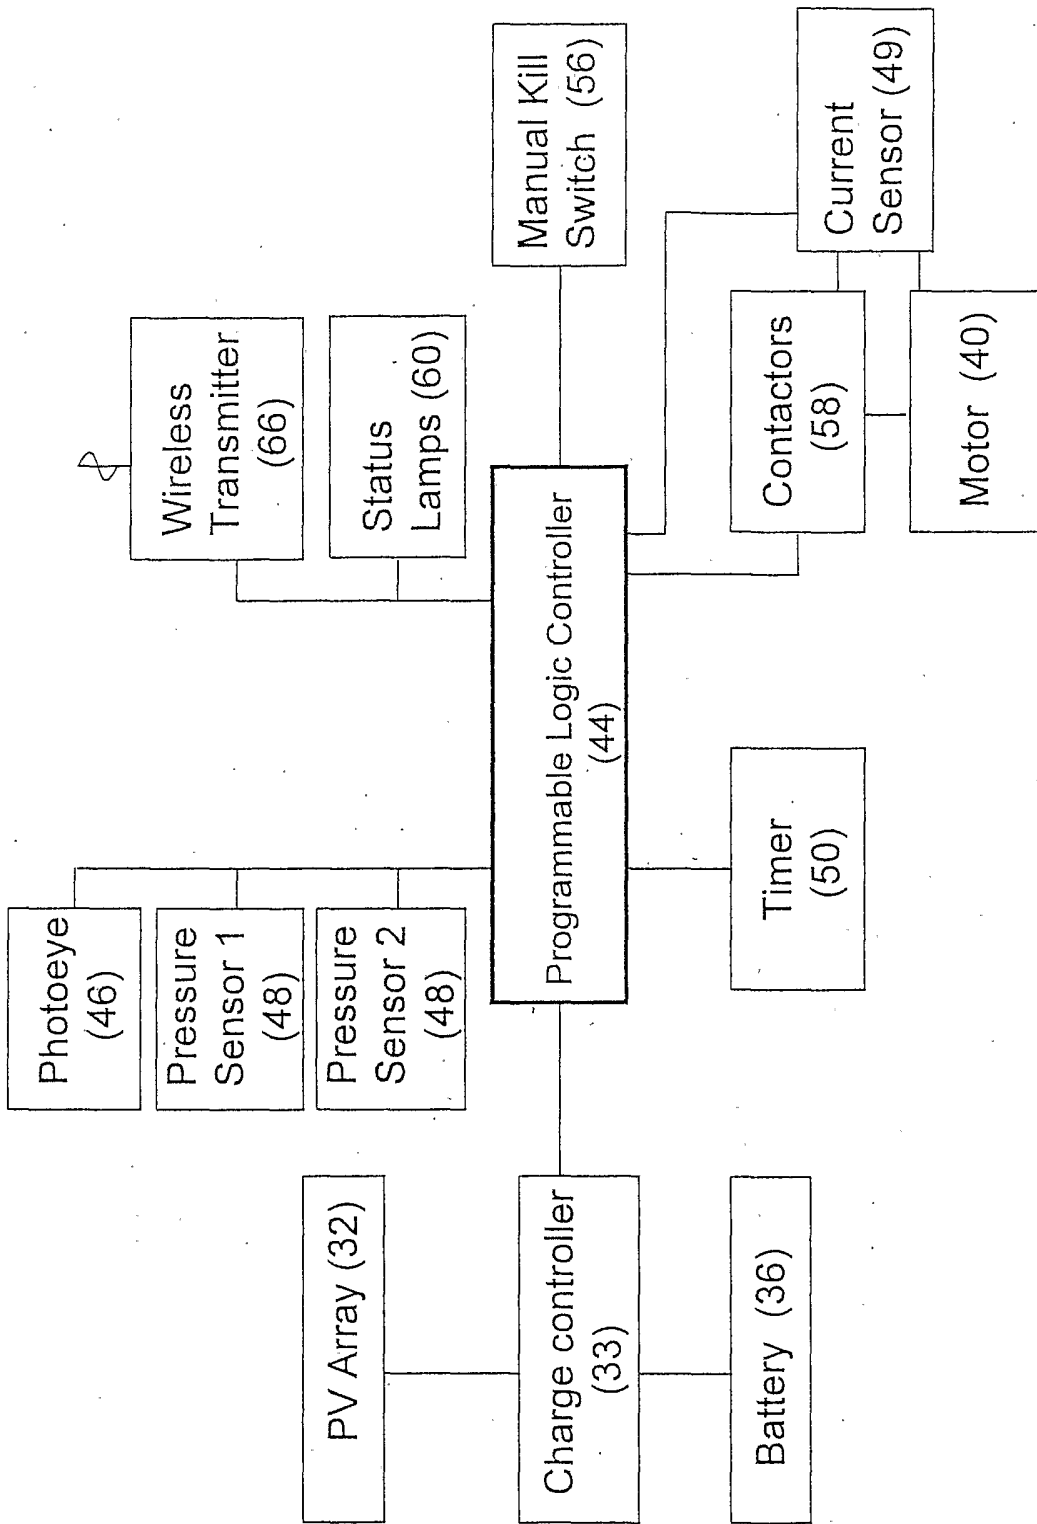 PV Array (32)
Charge controller
(33)
Battery (36)
Photoeye
(46)
Pressure
Sensor 1
(48)
Pressure
Sensor 2
(48)
Programmable Logic Controller
(44)
Timer
(50)
Wireless
Transmitter
(66)
Status
Lamps (60)
Manual Kill
Switch (56)
Contactors
(58)
Motor (40)
Current
Sensor (49)